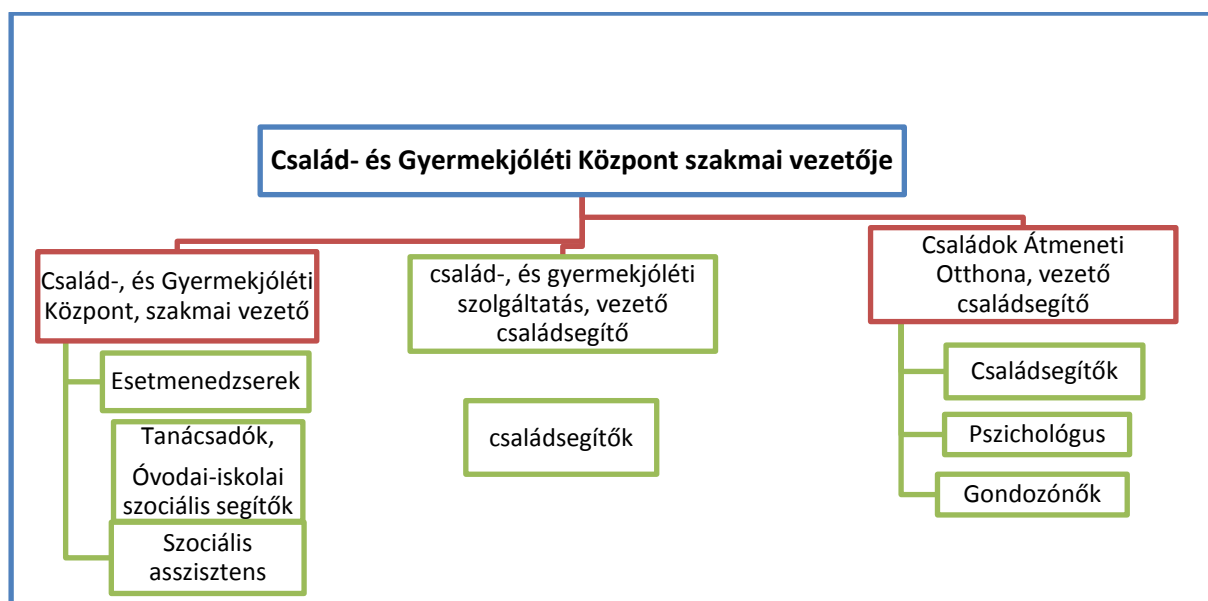 Család- és Gyermekjóléti Központ szakmai vezetője
Család-, és Gyermekjóléti
Központ, szakmai vezető
Esetmenedzserek
Tanácsadók,
Óvodai-iskolai
szociális segítők
Szociális
asszisztens
család-, és gyermekjóléti
szolgáltatás, vezető
családsegítő
családsegítők
Családok Átmeneti
Otthona, vezető
családsegítő
Családsegítők
Pszichológus
Gondozónők